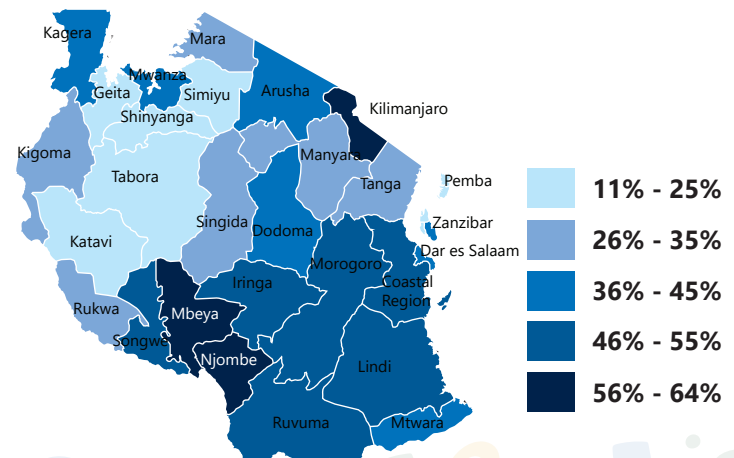 Kagera
Mara
Mwanza
Geita
Simiyu
Arusha
Kilimanjaro
Shinyanga
Kigoma
Manyara
Tabora
Tanga
Pemba
11% - 25%
Singida
Zanzibar
26% - 35%
Katavi
Dodoma
Dar es Salaam
Morogoro
Iringa
Coastal
Region
36% - 45%
Rukwa
Mbeya
Songwe
46% - 55%
Njombe
Lindi
56% - 64%
Ruvuma
Mtwara